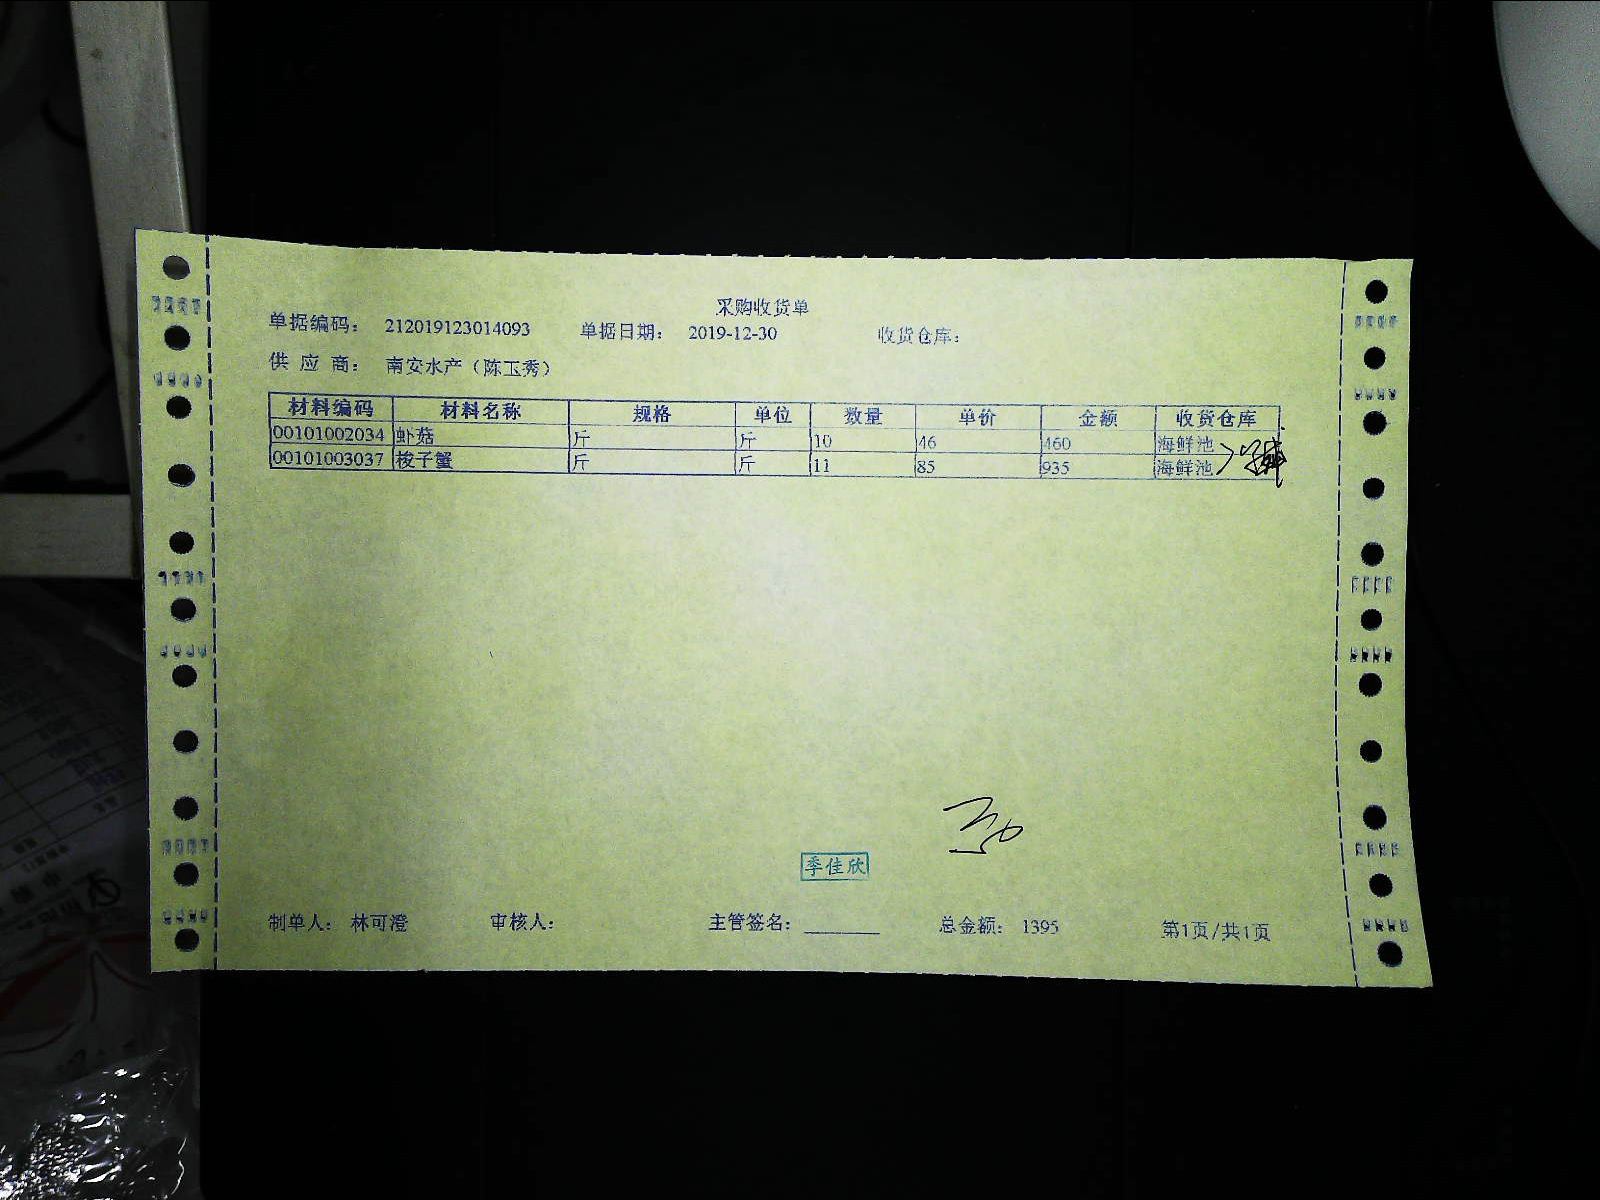 采购收货单
单据编码： 212019123014093 单据日期： 2019-12-30 收货仓库：
供 应 商： 南安水产（陈玉秀）
材料编码 材料名称 规格 单位 数量 单价 金额 收货仓库
00101002034 虾菇 斤 斤 10 46 460 海鲜池
00101003037 梭子蟹 斤 斤 11 85 935 海鲜池
季佳欣
制单人： 林可澄 审核人： 主管签名： 总金额： 1395 第1页/共1页